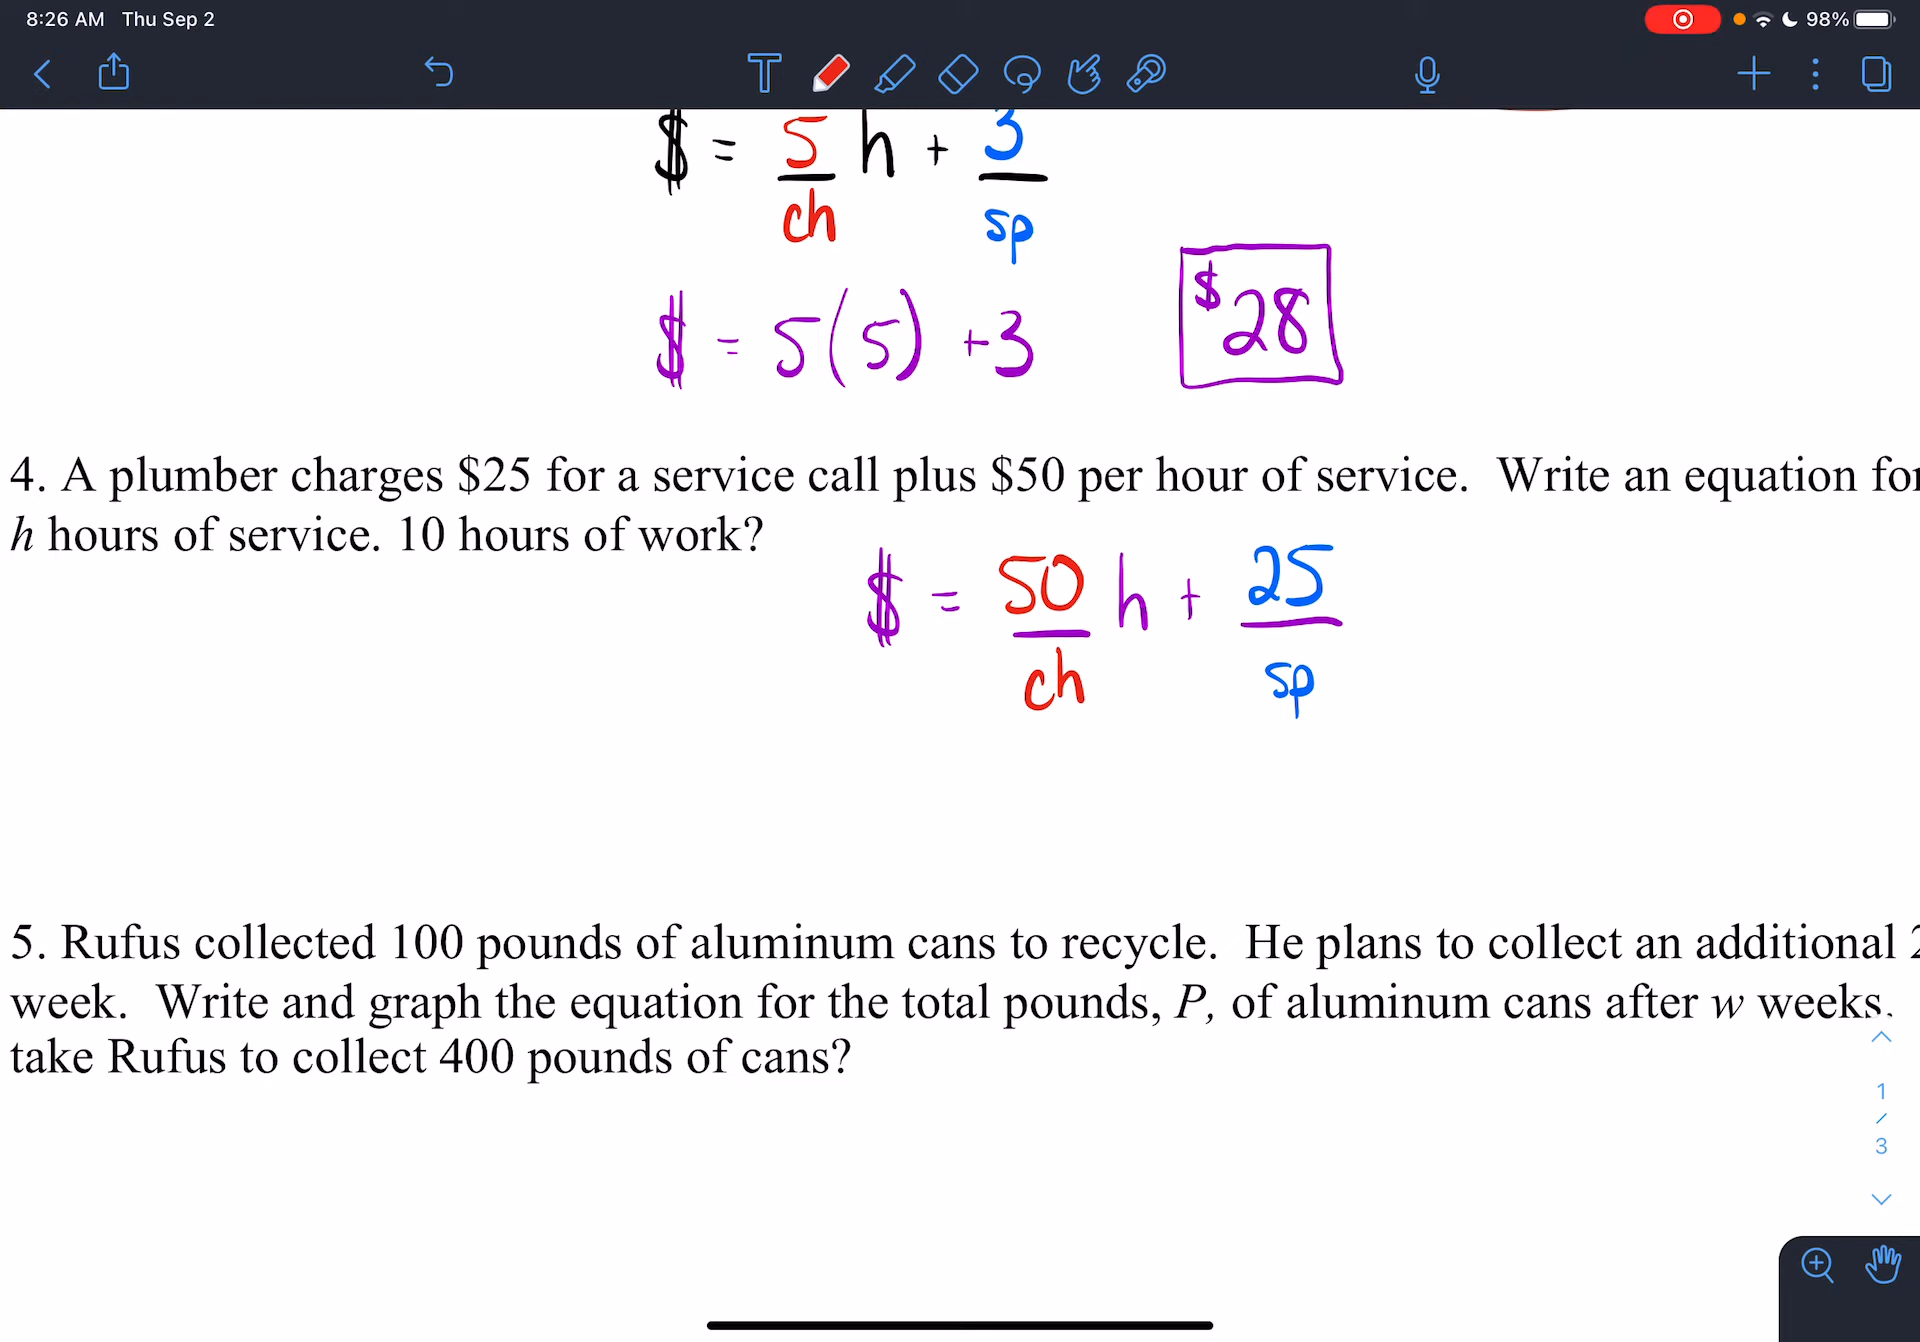 8:26 AM Thu Sep 2
98%
$ = 5 h + 3
ch sp
$ = 5(5) +3
$28
4. A plumber charges $25 for a service call plus $50 per hour of service. Write an equation for
h hours of service. 10 hours of work?
$ = 50 h + 25
ch sp
5. Rufus collected 100 pounds of aluminum cans to recycle. He plans to collect an additional 2
week. Write and graph the equation for the total pounds, P, of aluminum cans after w weeks.
take Rufus to collect 400 pounds of cans?
1
/
3